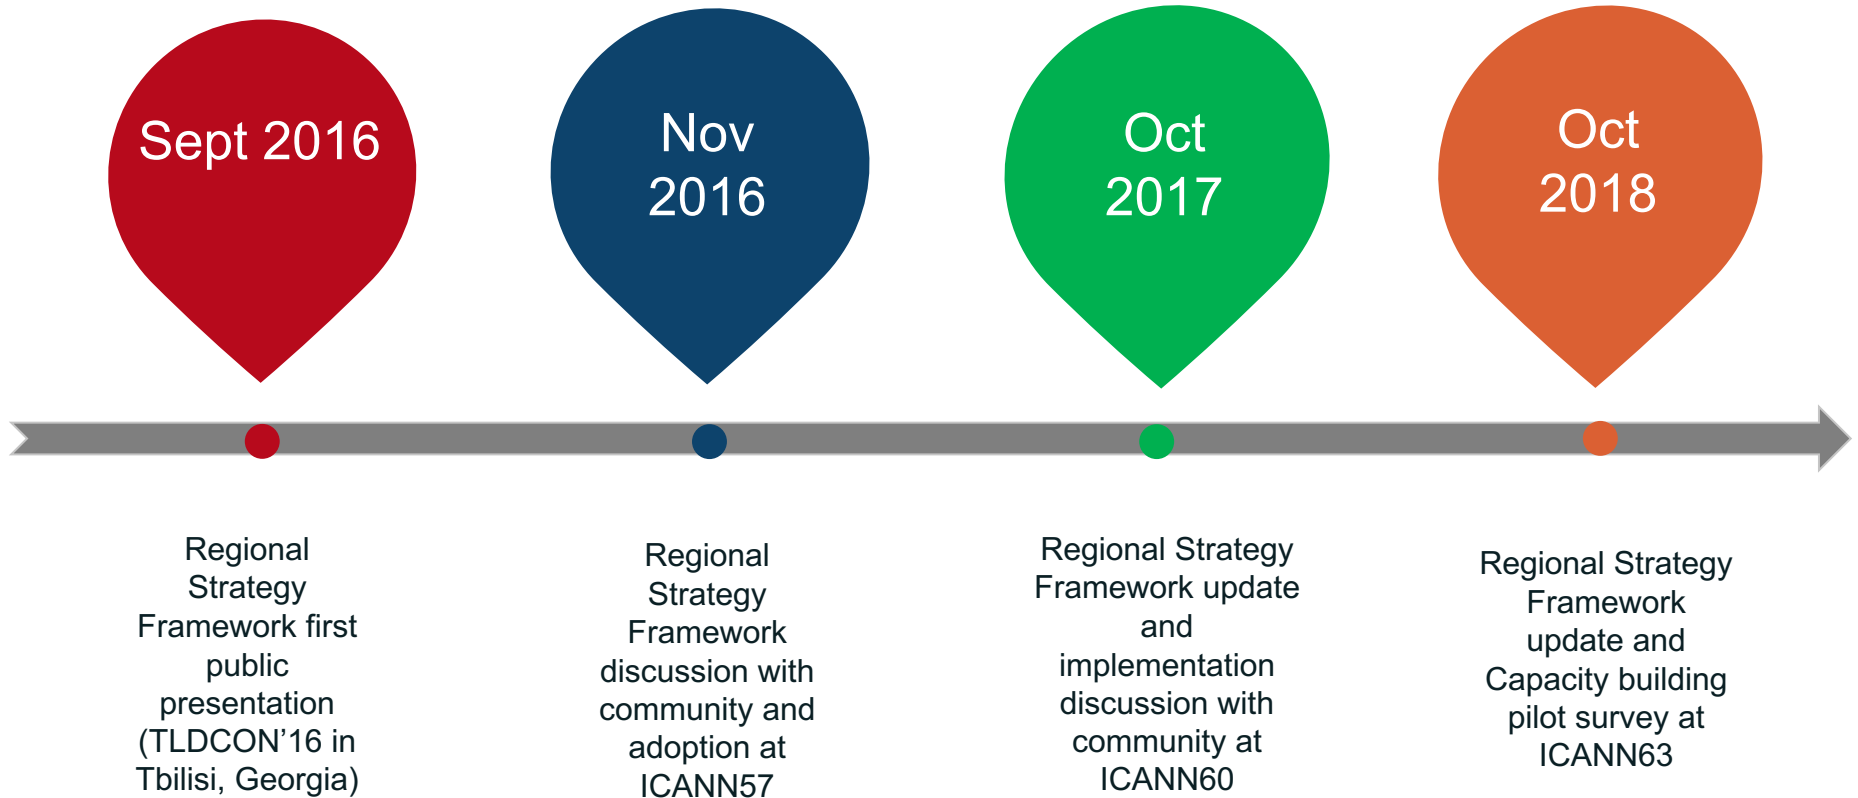 Sept 2016
Nov
2016
Oct
2017
Oct
2018
Regional
Strategy
Framework first
public
presentation
(TLDCON’16 in
Tbilisi, Georgia)
Regional
Strategy
Framework
discussion with
community and
adoption at
ICANN57
Regional Strategy
Framework update
and
implementation
discussion with
community at
ICANN60
Regional Strategy
Framework
update and
Capacity building
pilot survey at
ICANN63